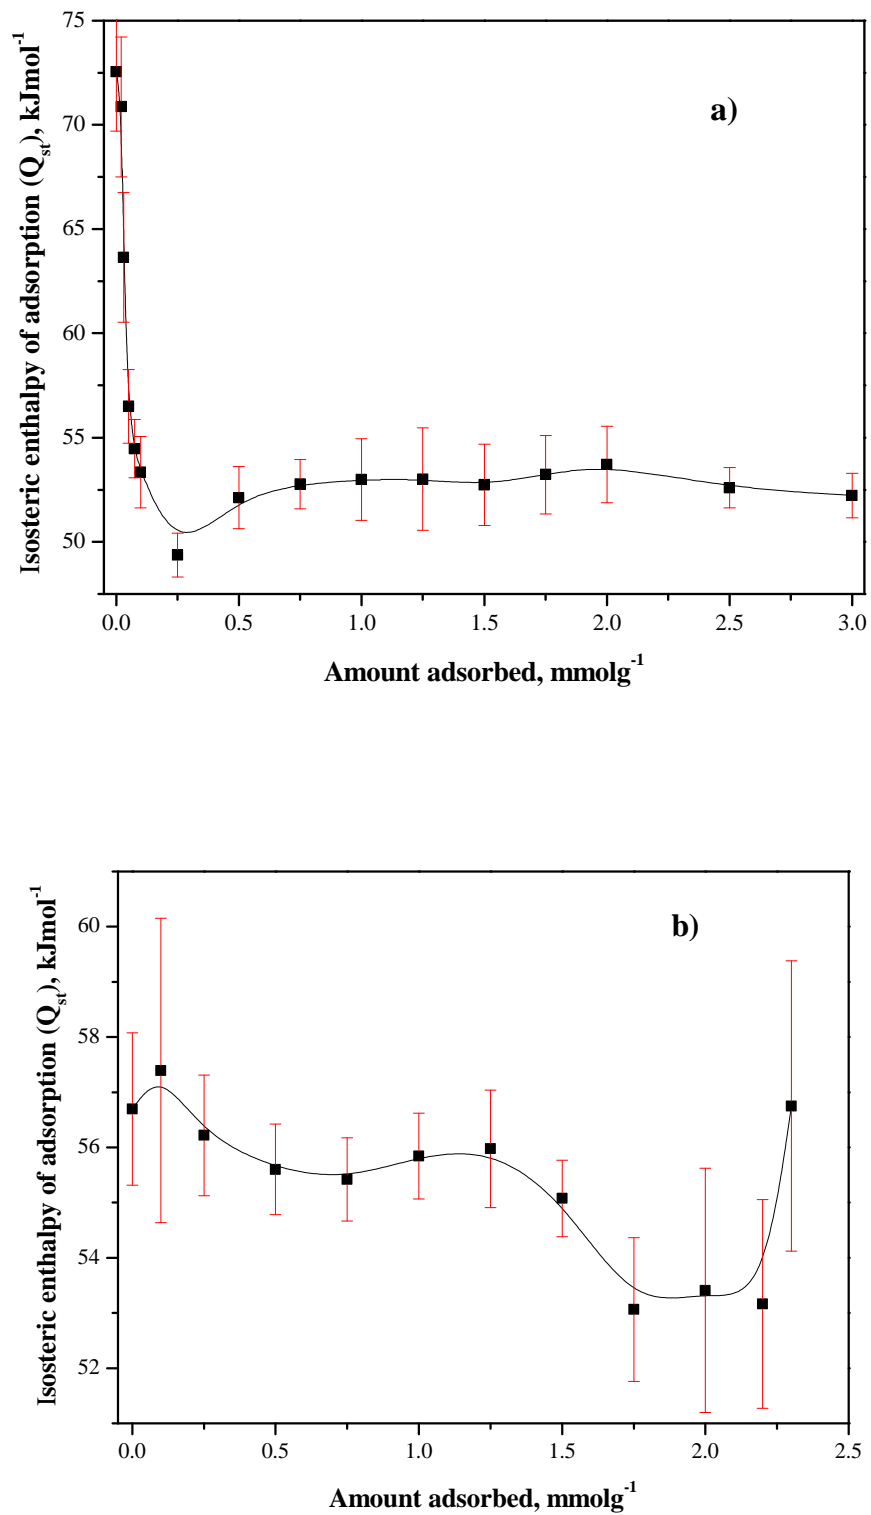 Isosteric enthalpy of adsorption (Qst), kJmol-1
75
70
65
60
55
50
a)
0.0 0.5 1.0 1.5 2.0 2.5 3.0
Amount adsorbed, mmolg-1
Isosteric enthalpy of adsorption (Qst), kJmol-1
60
58
56
54
52
b)
0.0 0.5 1.0 1.5 2.0 2.5
Amount adsorbed, mmolg-1